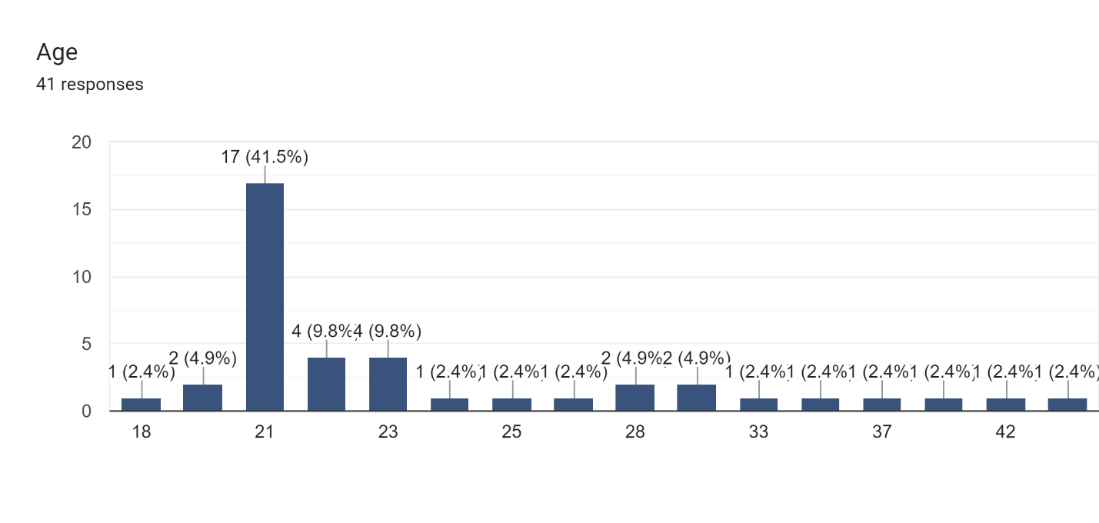 Age
41 responses
20
17 (41.5%)
15
10
5
4 (9.8% 4 (9.8%)
2 (4.9%) 2 (4.9% 2 (4.9%)
1 (2.4%) 1 (2.4% 1 (2.4% 1 (2.4%) 1 (2.4% 1 (2.4% 1 (2.4% 1 (2.4% 1 (2.4% 1 (2.4%)
0
18 21 23 25 28 33 37 42